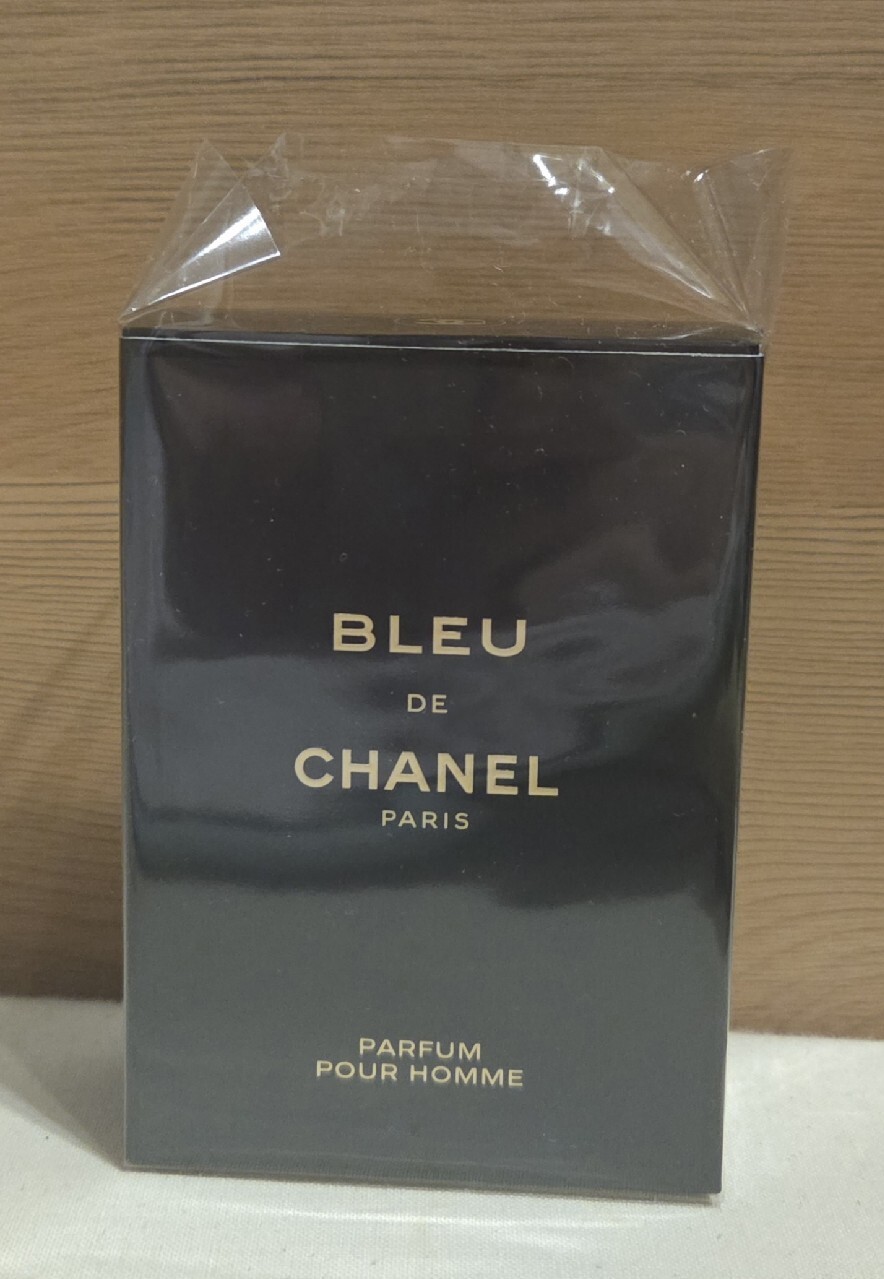 BLEU
DE
CHANEL
PARIS
PARFUM
POUR HOMME